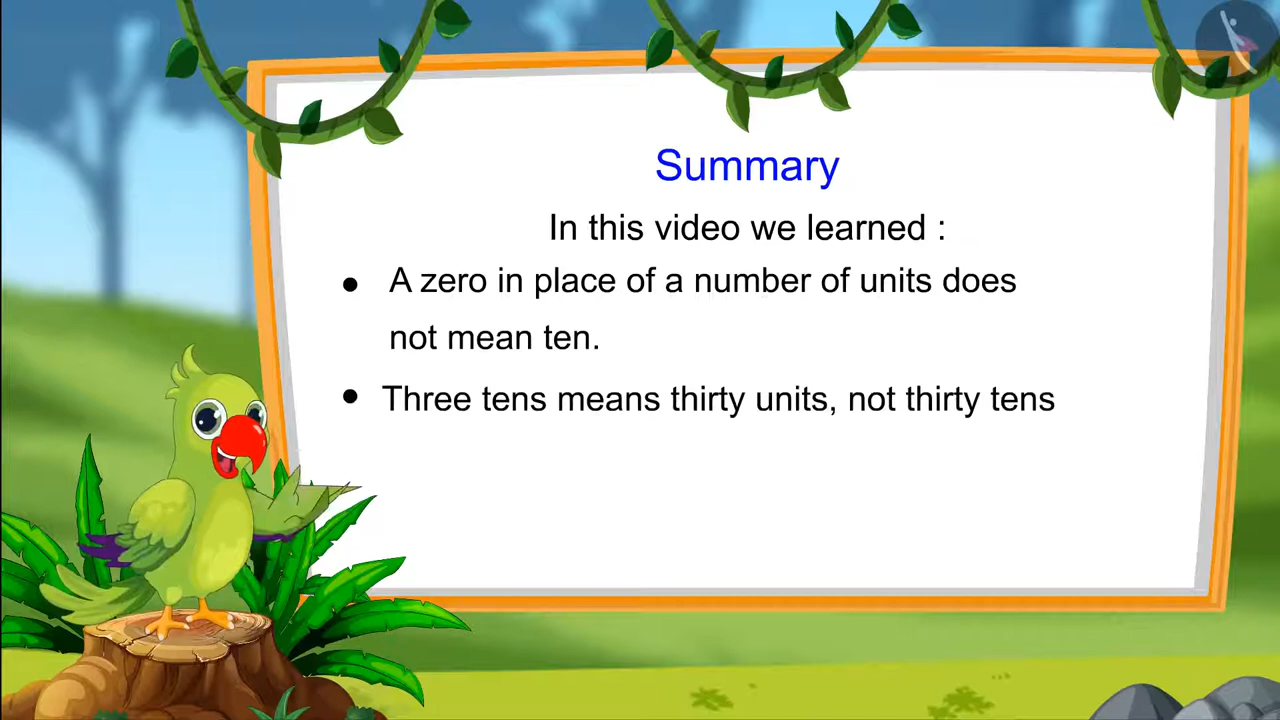 Summary
In this video we learned :
● A zero in place of a number of units does
not mean ten.
● Three tens means thirty units, not thirty tens